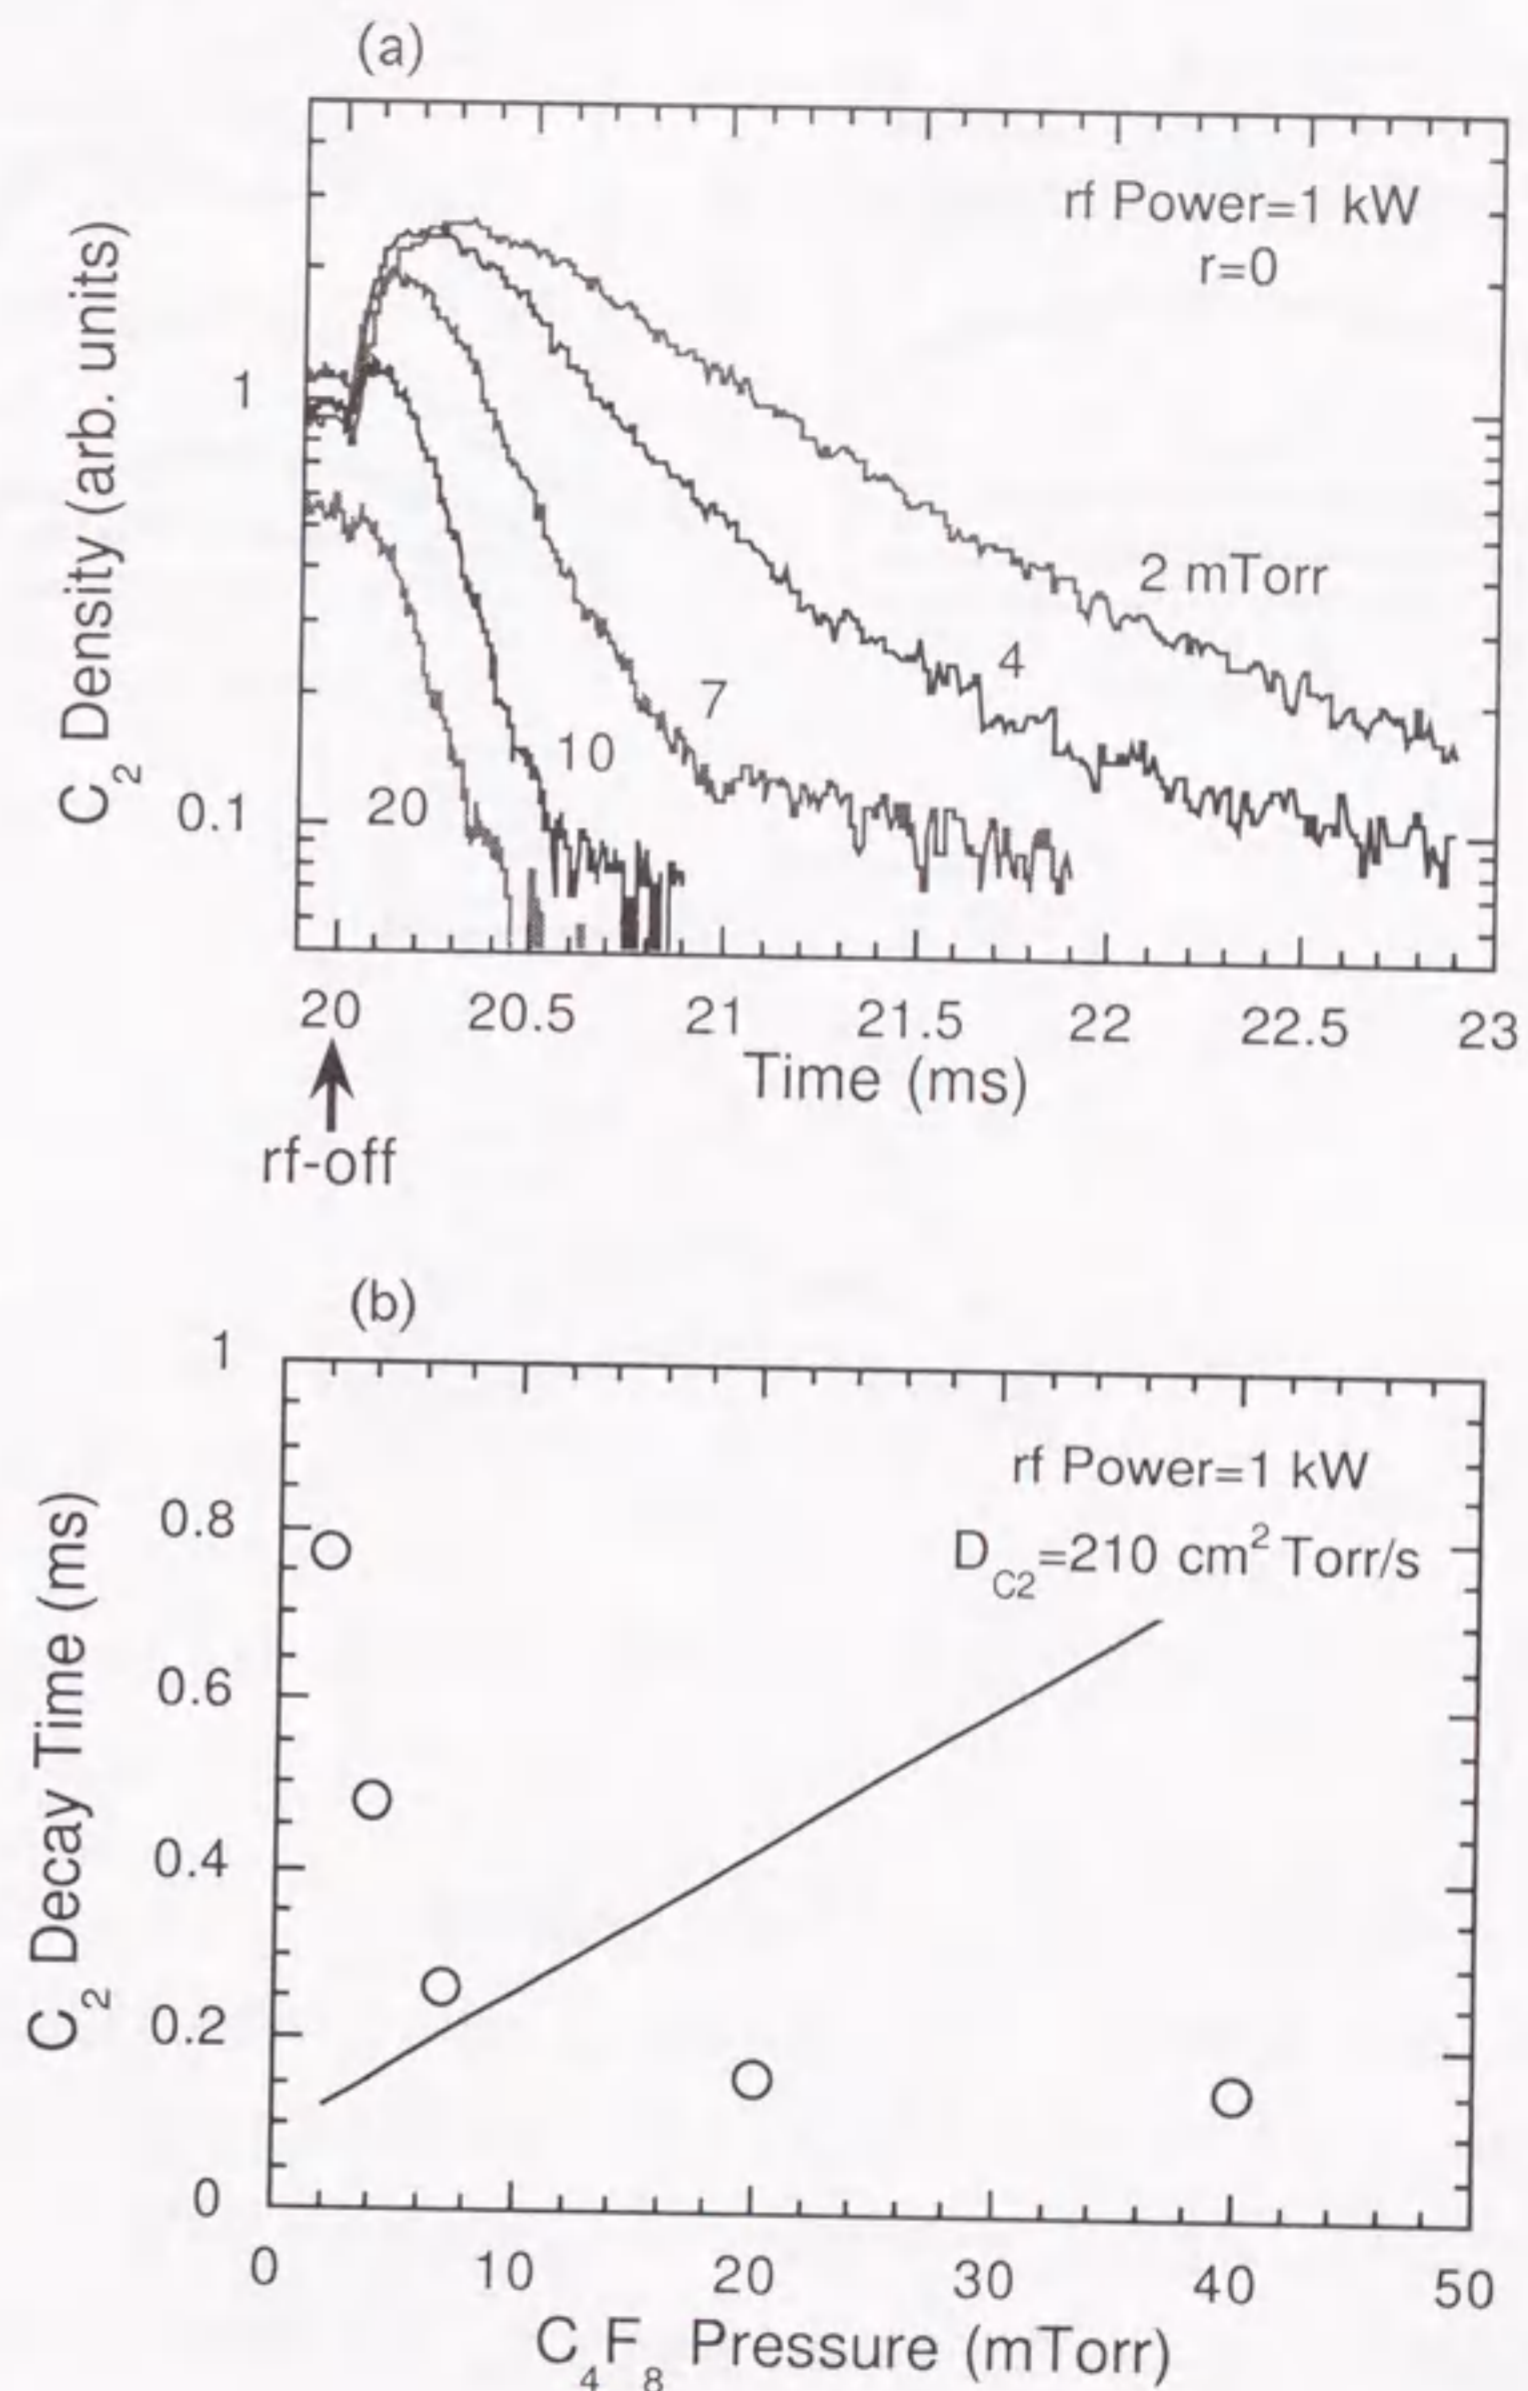 (a)
rf Power=1 kW
r=0
C₂ Density (arb. units)
1
0.1
2 mTorr
4
7
10
20
20 20.5 21 21.5 22 22.5 23
Time (ms)
rf-off
(b)
1
0.8
0.6
0.4
0.2
0
C₂ Decay Time (ms)
rf Power=1 kW
D_C2=210 cm² Torr/s
0 10 20 30 40 50
C₄F₈ Pressure (mTorr)